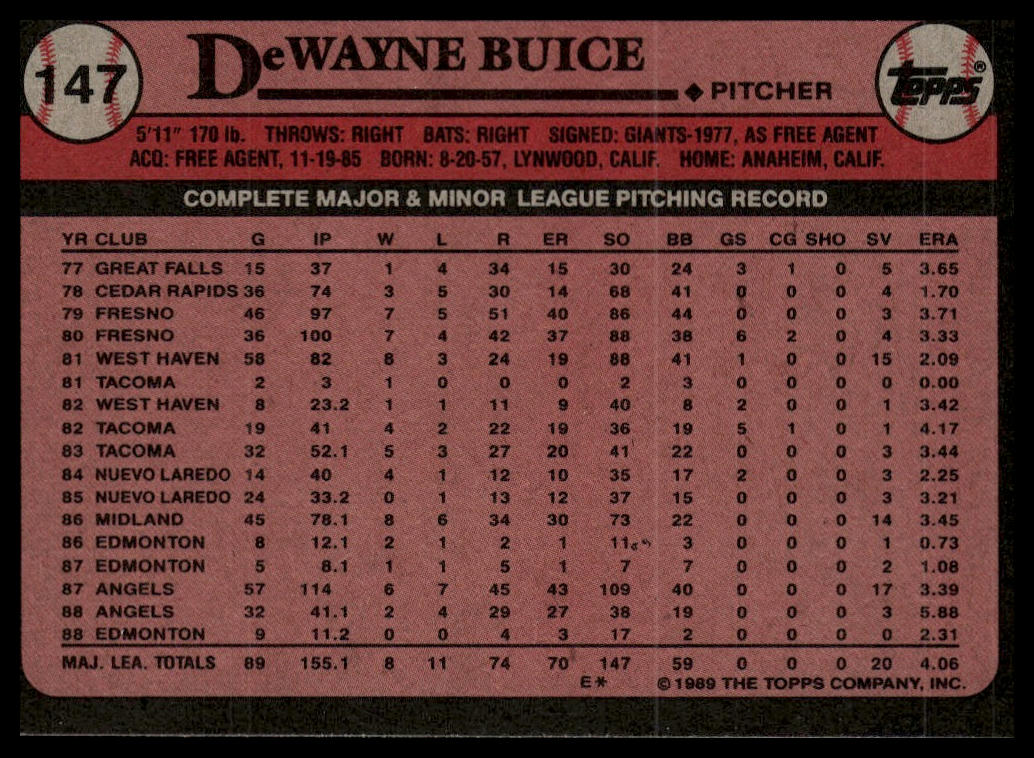 147 DeWAYNE BUICE Topps®
◆ PITCHER
5'11" 170 lb. THROWS: RIGHT BATS: RIGHT SIGNED: GIANTS-1977, AS FREE AGENT
ACQ: FREE AGENT, 11-19-85 BORN: 8-20-57, LYNWOOD, CALIF. HOME: ANAHEIM, CALIF.
COMPLETE MAJOR & MINOR LEAGUE PITCHING RECORD
YR CLUB G IP W L R ER SO BB GS CG SHO SV ERA
77 GREAT FALLS 15 37 1 4 34 15 30 24 3 1 0 5 3.65
78 CEDAR RAPIDS 36 74 3 5 30 14 68 41 0 0 0 4 1.70
79 FRESNO 46 97 7 5 51 40 86 44 0 0 0 3 3.71
80 FRESNO 36 100 7 4 42 37 88 38 6 2 0 4 3.33
81 WEST HAVEN 58 82 8 3 24 19 88 41 1 0 0 15 2.09
81 TACOMA 2 3 1 0 0 0 2 3 0 0 0 0 0.00
82 WEST HAVEN 8 23.2 1 1 11 9 40 8 2 0 0 1 3.42
82 TACOMA 19 41 4 2 22 19 36 19 5 1 0 1 4.17
83 TACOMA 32 52.1 5 3 27 20 41 22 0 0 0 3 3.44
84 NUEVO LAREDO 14 40 4 1 12 10 35 17 2 0 0 3 2.25
85 NUEVO LAREDO 24 33.2 0 1 13 12 37 15 0 0 0 3 3.21
86 MIDLAND 45 78.1 8 6 34 30 73 22 0 0 0 14 3.45
86 EDMONTON 8 12.1 2 1 2 1 11 3 0 0 0 1 0.73
87 EDMONTON 5 8.1 1 1 5 1 7 7 0 0 0 2 1.08
87 ANGELS 57 114 6 7 45 43 109 40 0 0 0 17 3.39
88 ANGELS 32 41.1 2 4 29 27 38 19 0 0 0 3 5.88
88 EDMONTON 9 11.2 0 0 4 3 17 2 0 0 0 0 2.31
MAJ. LEA. TOTALS 89 155.1 8 11 74 70 147 59 0 0 0 20 4.06
E* ©1989 THE TOPPS COMPANY, INC.